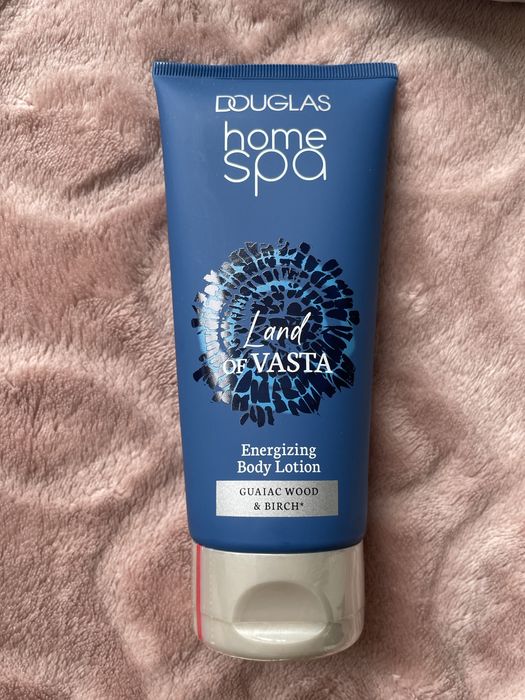 DOUGLAS
home
spa
Land
OF VASTA
Energizing
Body Lotion
GUAIAC WOOD
& BIRCH*